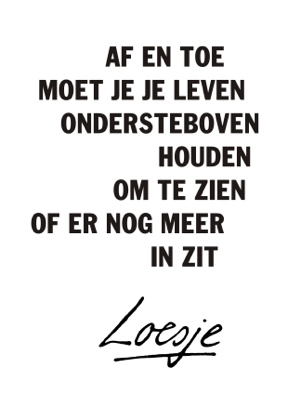 AF EN TOE
MOET JE JE LEVEN
ONDERSTEBOVEN
HOUDEN
OM TE ZIEN
OF ER NOG MEER
IN ZIT
Loesje